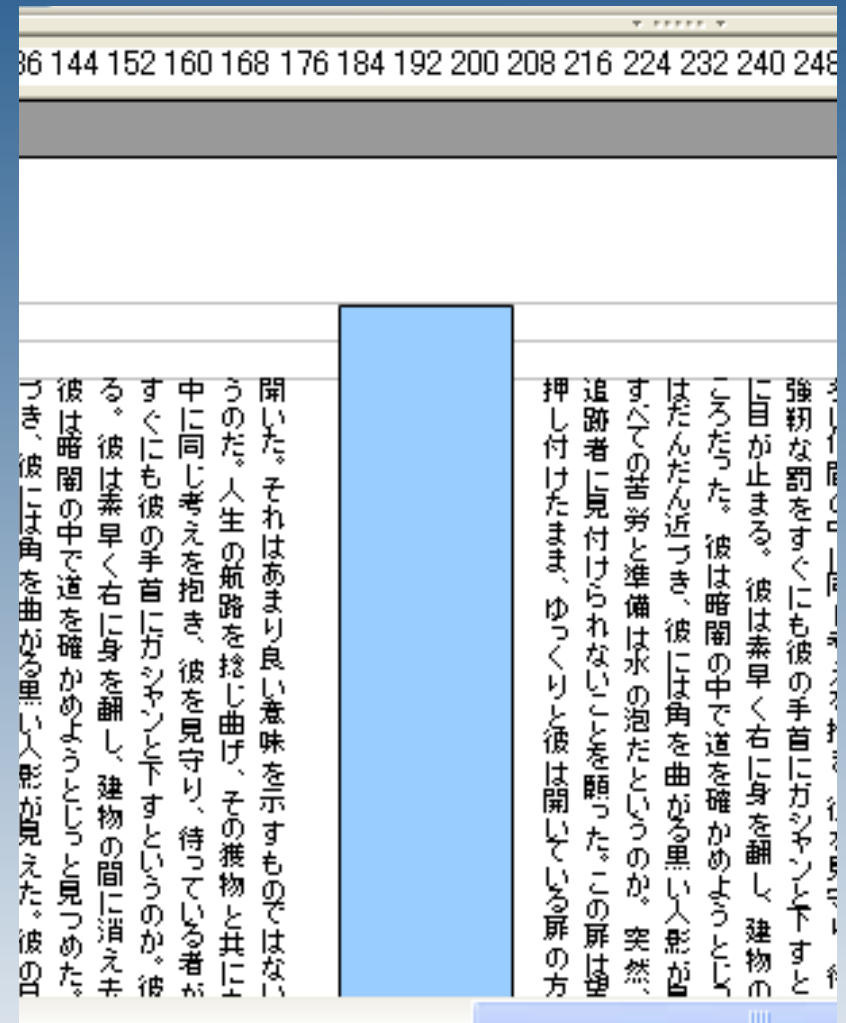 36 144 152 160 168 176 184 192 200 208 216 224 232 240 248
強靭な罰をすぐにも彼の手首にガシャンと下すと
に目が止まる。彼は素早く右に身を翻し、建物の
ころだった。彼は暗闇の中で道を確かめようとじっ
はだんだん近づき、彼には角を曲がる黒い人影が
すべての苦労と準備は水の泡だというのか。突然、
追跡者に見付けられないことを願った。この扉は望
押し付けたまま、ゆっくりと彼は開いている扉の方
開いた。それはあまり良い意味を示すものではない
うのだ。人生の航路を捻じ曲げ、その獲物と共に
中に同じ考えを抱き、彼を見守り、待っている者が
すぐにも彼の手首にガシャンと下すというのか。彼
る。彼は素早く右に身を翻し、建物の間に消え去
彼は暗闇の中で道を確かめようとじっと見つめた。
づき、彼には角を曲がる黒い人影が見えた。彼の